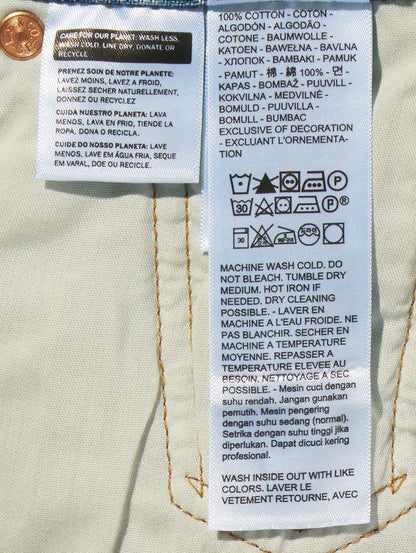 CARE FOR OUR PLANET: WASH LESS,
WASH COLD, LINE DRY, DONATE OR
RECYCLE
PRENEZ SOIN DE NOTRE PLANETE:
LAVEZ MOINS, LAVEZ A FROID,
LAISSEZ SECHER NATURELLEMENT,
DONNEZ OU RECYCLEZ
CUIDA NUESTRO PLANETA: LAVA
MENOS, LAVA EN FRIO, TIENDE LA
ROPA, DONA O RECICLA.
CUIDE DO NOSSO PLANETA: LAVE
MENOS, LAVE EM ÁGUA FRIA, SEQUE
EM VARAL, DOE OU RECICLE.
100% COTTON - COTON -
ALGODÓN - ALGODÃO -
COTONE - BAUMWOLLE -
KATOEN - BAWEŁNA - BAVLNA
- ХЛОПОК - BAMBAKI - PAMUK
- PAMUT - 棉 - 綿 100% - 면
KAPAS - BOMBAŽ - PUUVILL -
KOKVILNA - MEDVILNĖ -
BOMULD - PUUVILLA -
BOMULL - BUMBAC
EXCLUSIVE OF DECORATION
- EXCLUANT L'ORNEMENTA-
TION
30
30
MACHINE WASH COLD. DO
NOT BLEACH. TUMBLE DRY
MEDIUM. HOT IRON IF
NEEDED. DRY CLEANING
POSSIBLE. - LAVER EN
MACHINE A L'EAU FROIDE. NE
PAS BLANCHIR. SECHER EN
MACHINE A TEMPERATURE
MOYENNE. REPASSER A
TEMPERATURE ELEVEE AU
BESOIN. NETTOYAGE A SEC
POSSIBLE. - Mesin cuci dengan
suhu rendah. Jangan gunakan
pemutih. Mesin pengering
dengan suhu sedang (normal).
Setrika dengan suhu tinggi jika
diperlukan. Dapat dicuci kering
profesional.
WASH INSIDE OUT WITH LIKE
COLORS. LAVER LE
VETEMENT RETOURNE, AVEC